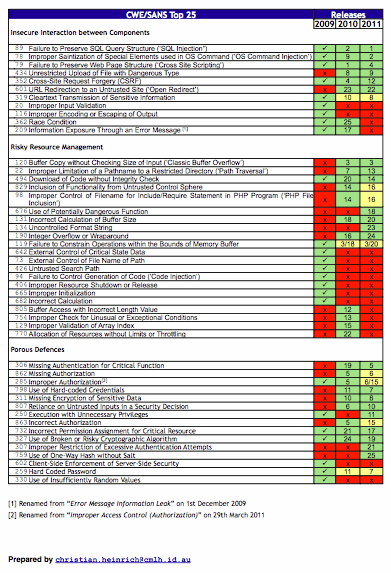 CWE/SANS Top 25 Releases
2009 2010 2011
Insecure Interaction between Components
89 Failure to Preserve SQL Query Structure ('SQL Injection') ✓ 2 1
78 Improper Sanitization of Special Elements used in OS Command ('OS Command Injection') ✓ 9 2
79 Failure to Preserve Web Page Structure ('Cross Site Scripting') ✓ 1 4
434 Unrestricted Upload of File with Dangerous Type x 8 9
352 Cross-Site Request Forgery (CSRF) ✓ 4 12
601 URL Redirection to an Untrusted Site ('Open Redirect') x 23 22
319 Cleartext Transmission of Sensitive Information ✓ 10 8
20 Improper Input Validation ✓ x x
116 Improper Encoding or Escaping of Output ✓ x x
362 Race Condition ✓ 25 x
209 Information Exposure Through an Error Message [1] ✓ 17 x
Risky Resource Management
120 Buffer Copy without Checking Size of Input ('Classic Buffer Overflow') x 3 3
22 Improper Limitation of a Pathname to a Restricted Directory ('Path Traversal') x 7 13
494 Download of Code without Integrity Check ✓ 20 14
829 Inclusion of Functionality from Untrusted Control Sphere x 14 16
98 Improper Control of Filename for Include/Require Statement in PHP Program ('PHP File Inclusion') x 14 16
676 Use of Potentially Dangerous Function x x 18
131 Incorrect Calculation of Buffer Size x 18 20
134 Uncontrolled Format String x x 23
190 Integer Overflow or Wraparound x 16 24
119 Failure to Constrain Operations within the Bounds of Memory Buffer ✓ 3/18 3/20
642 External Control of Critical State Data ✓ x x
73 External Control of File Name of Path ✓ x x
426 Untrusted Search Path ✓ x x
94 Failure to Control Generation of Code ('Code Injection') ✓ x x
404 Improper Resource Shutdown or Release ✓ x x
665 Improper Initialization ✓ x x
682 Incorrect Calculation ✓ x x
805 Buffer Access with Incorrect Length Value x 12 x
754 Improper Check for Unusual or Exceptional Conditions x 13 x
129 Improper Validation of Array Index x 15 x
770 Allocation of Resources without Limits or Throttling x 22 x
Porous Defences
306 Missing Authentication for Critical Function x 19 5
862 Missing Authorization x 5 6
285 Improper Authorization[2] ✓ 5 6/15
798 Use of Hard-coded Credentials x 11 7
311 Missing Encryption of Sensitive Data x 10 8
807 Reliance on Untrusted Inputs in a Security Decision x 6 10
250 Execution with Unnecessary Privileges ✓ x 11
863 Incorrect Authorization x 5 15
732 Incorrect Permission Assignment for Critical Resource ✓ 21 17
327 Use of Broken or Risky Cryptographic Algorithm ✓ 24 19
307 Improper Restriction of Excessive Authentication Attempts x x 21
759 Use of One-Way Hash without Salt x x 25
602 Client-Side Enforcement of Server-Side Security ✓ x x
259 Hard Coded Password ✓ 11 7
330 Use of Insufficiently Random Values ✓ x x
[1] Renamed from "Error Message Information Leak" on 1st December 2009
[2] Renamed from "Improper Access Control (Authorization)" on 29th March 2011
Prepared by christian.heinrich@cmlh.id.au